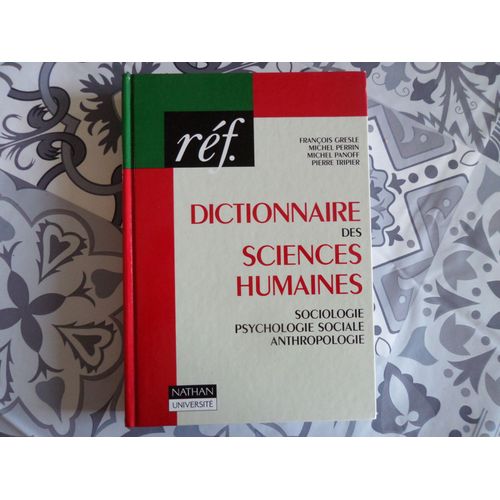 réf.
FRANÇOIS GRESLE
MICHEL PERRIN
MICHEL PANOFF
PIERRE TRIPIER
DICTIONNAIRE
DES
SCIENCES
HUMAINES
SOCIOLOGIE
PSYCHOLOGIE SOCIALE
ANTHROPOLOGIE
NATHAN
UNIVERSITÉ